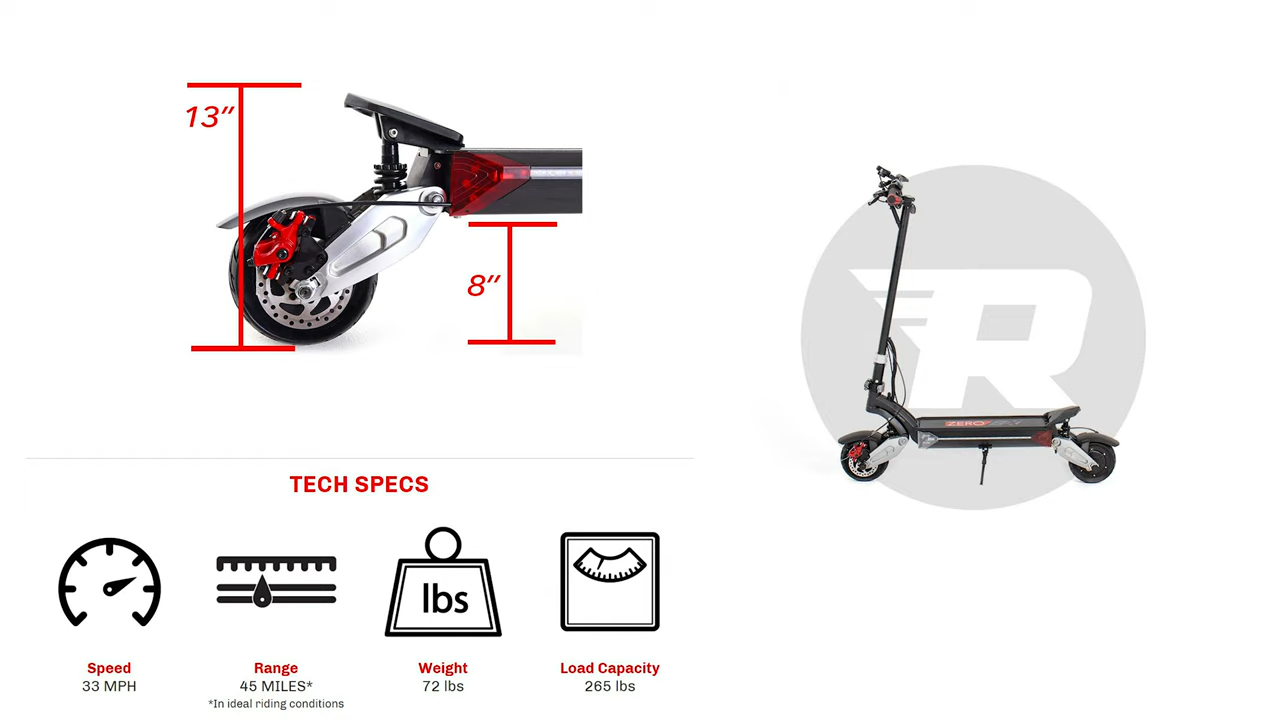 13"
8"
R
ZERO
TECH SPECS
lbs
Speed
33 MPH
Range
45 MILES*
*In ideal riding conditions
Weight
72 lbs
Load Capacity
265 lbs